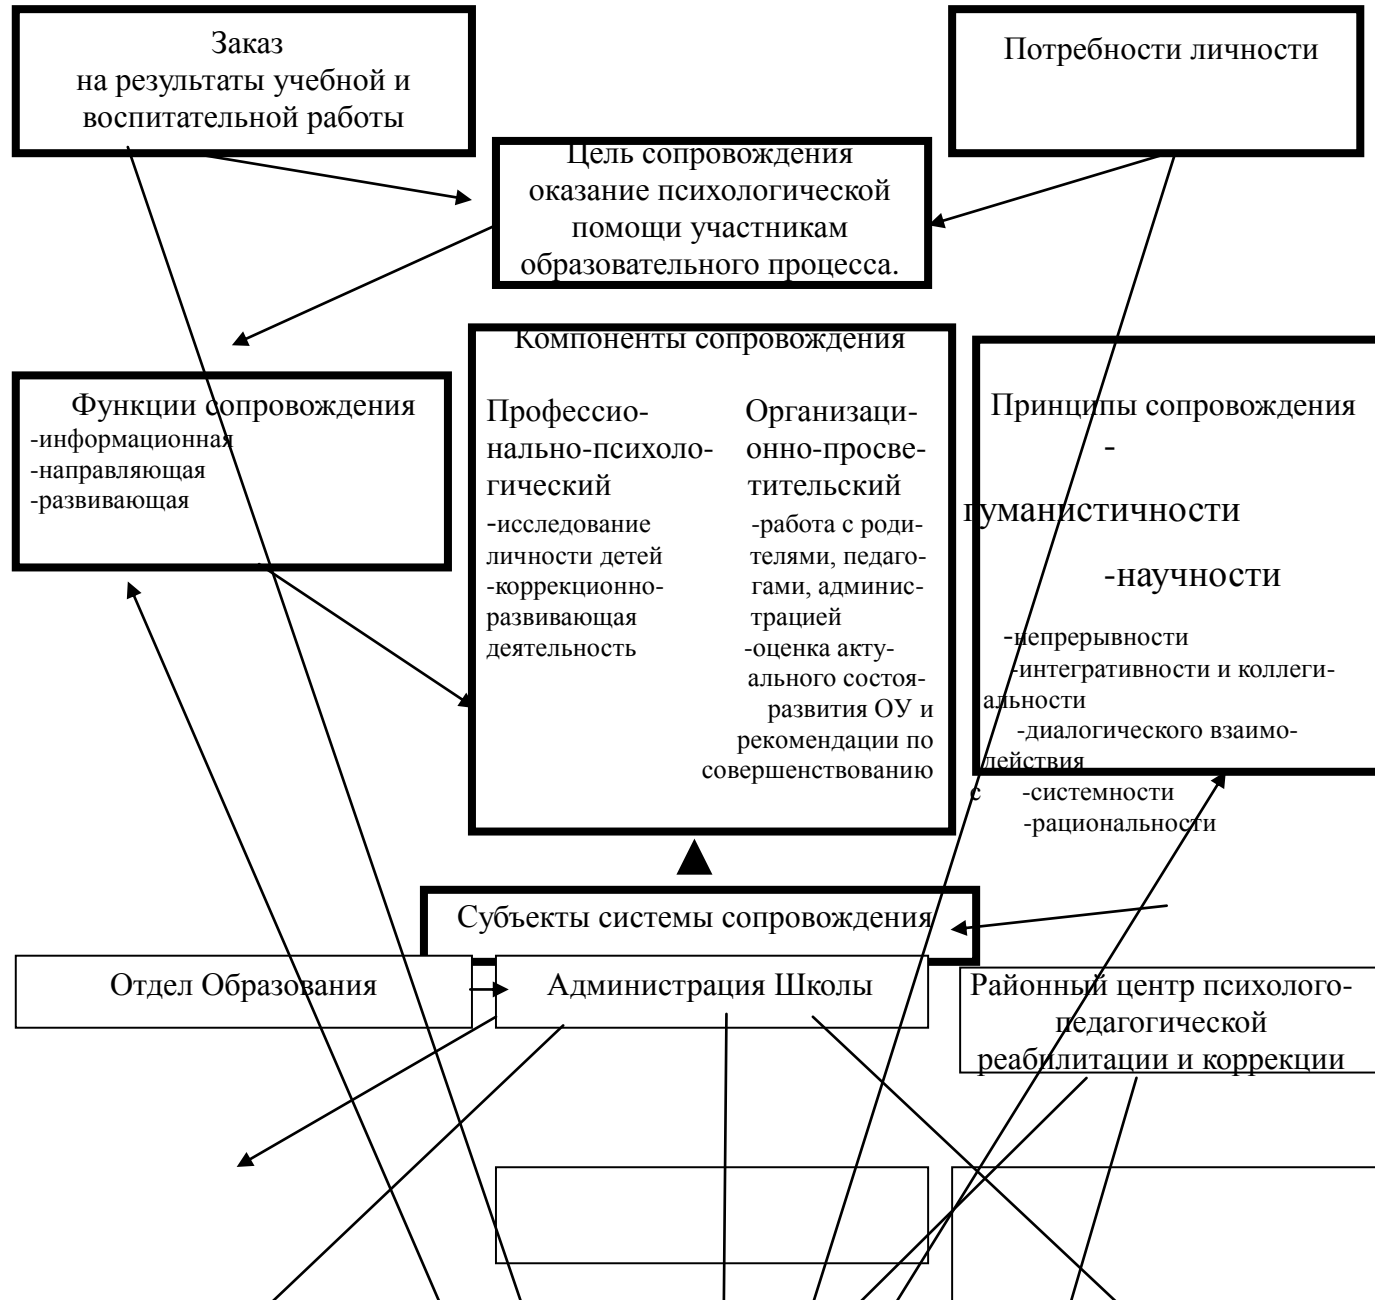 Заказ
на результаты учебной и
воспитательной работы
Потребности личности
Цель сопровождения
оказание психологической
помощи участникам
образовательного процесса.
Функции сопровождения
-информационная
-направляющая
-развивающая
Компоненты сопровождения
Профессио-
нально-психоло-
гический
-исследование
личности детей
-коррекционно-
развивающая
деятельность
Организаци-
онно-просве-
тительский
-работа с роди-
телями, педаго-
гами, админис-
трацией
-оценка акту-
ального состоя-
развития ОУ и
рекомендации по
совершенствованию
Принципы сопровождения
-
гуманистичности
-научности
-непрерывности
-интегративности и коллеги-
альности
-диалогического взаимо-
действия
с -системности
-рациональности
Субъекты системы сопровождения
Отдел Образования
Администрация Школы
Районный центр психолого-
педагогической
реабилитации и коррекции